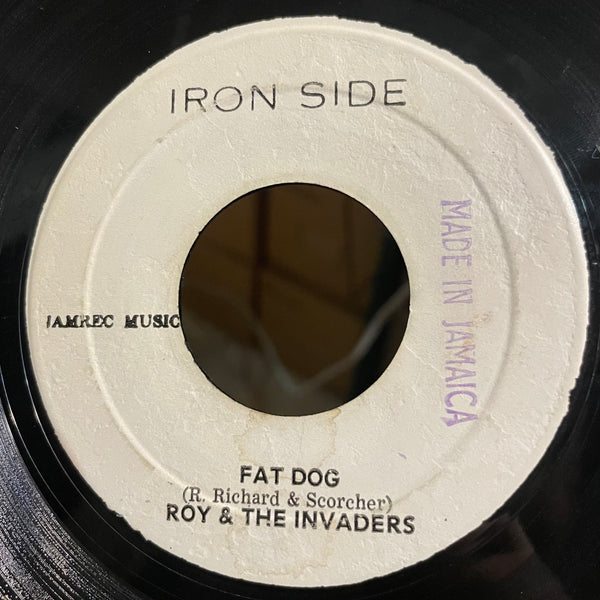 IRON SIDE
MADE IN JAMAICA
JAMREC MUSIC
FAT DOG
(R. Richard & Scorcher)
ROY & THE INVADERS